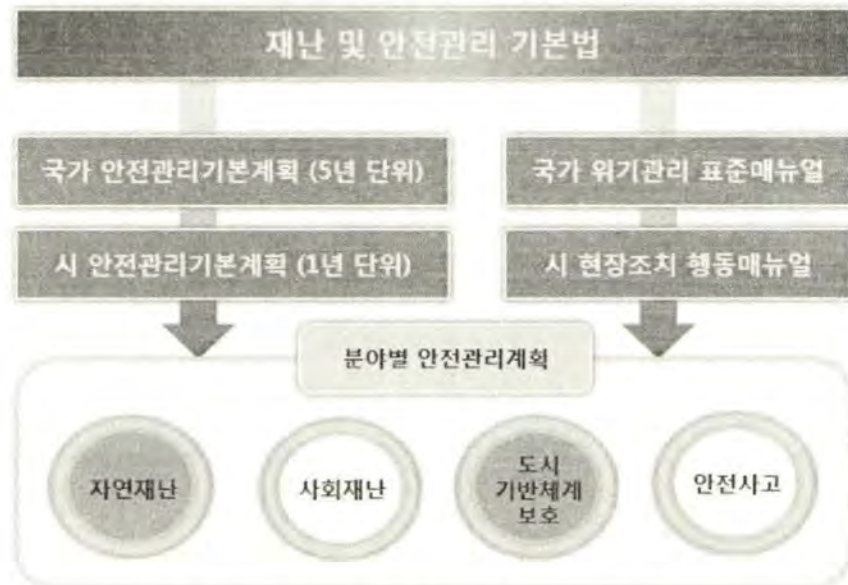 재난 및 안전관리 기본법
국가 안전관리기본계획 (5년 단위)
국가 위기관리 표준매뉴얼
시 안전관리기본계획 (1년 단위)
시 현장조치 행동매뉴얼
분야별 안전관리계획
자연재난
사회재난
도시
기반체계
보호
안전사고